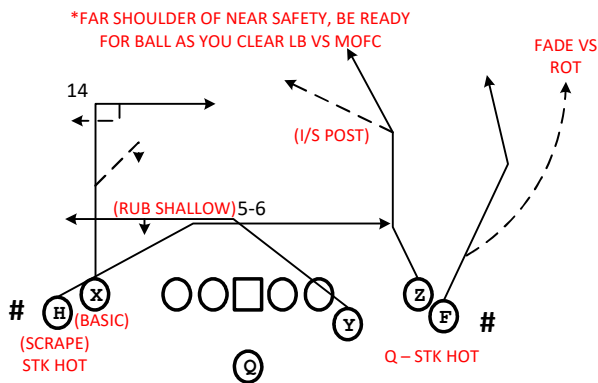 *FAR SHOULDER OF NEAR SAFETY, BE READY
FOR BALL AS YOU CLEAR LB VS MOFC
FADE VS
ROT
14
(I/S POST)
(RUB SHALLOW) 5-6
# H X Y Z F #
(BASIC)
(SCRAPE)
STK HOT
Q – STK HOT
Q